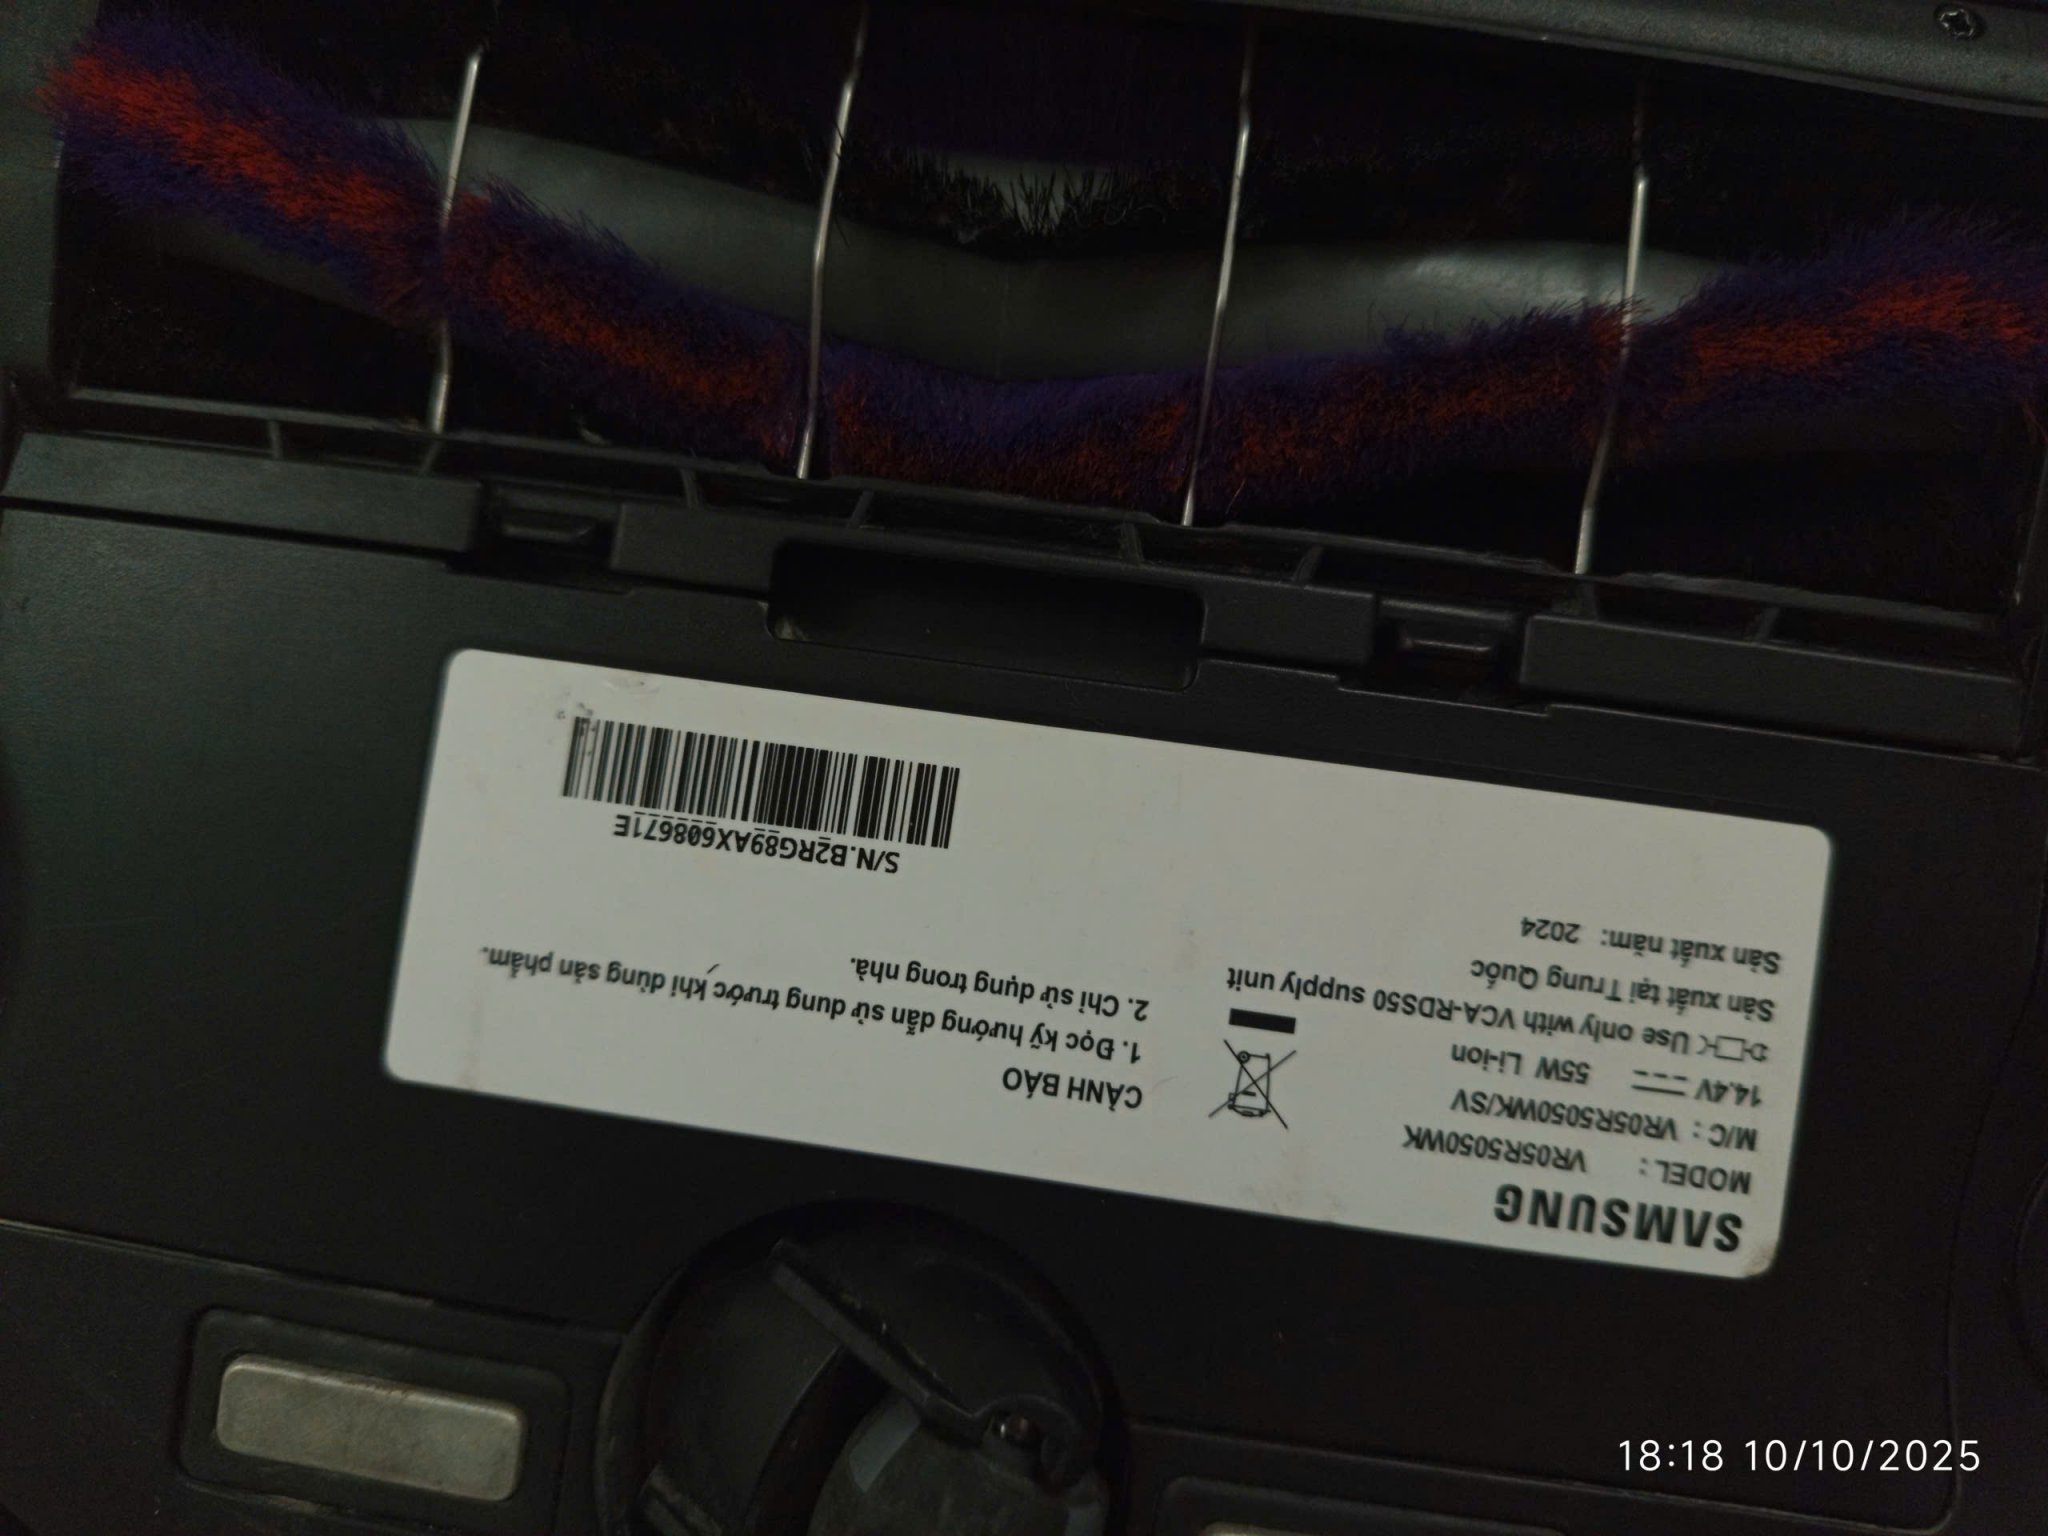 SAMSUNG
MODEL : VR05R5050WK
M/C : VR05R5050WK/SV
14.4V 55W Li-ion
Use only with VCA-RDS50 supply unit
Sản xuất tại Trung Quốc
Sản xuất năm: 2024
CẢNH BÁO
1. Đọc kỹ hướng dẫn sử dụng trước khi dùng sản phẩm.
2. Chỉ sử dụng trong nhà.
S/N.B2RG89AX608671E
18:18 10/10/2025